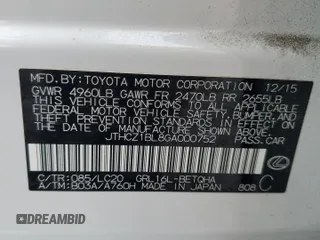 MFD.BY:TOYOTA MOTOR CORPORATION 12/15
GVWR 4960LB GAWR FR 2470LB RR 2655LB
THIS VEHICLE CONFORMS TO ALL APPLICABLE
FEDERAL MOTOR VEHICLE SAFETY,
BUMPER, AND THEFT PREVENTION STANDARDS
IN EFFECT ON THE DATE OF
MANUFACTURE SHOWN ABOVE.
JTHCZ1BL8GA000752
PASS. CAR
C/TR:085/LC20 GRL16L-BETQHA
A/TM:B03A/A760H MADE IN JAPAN 808 C
AUTOBIDCAR